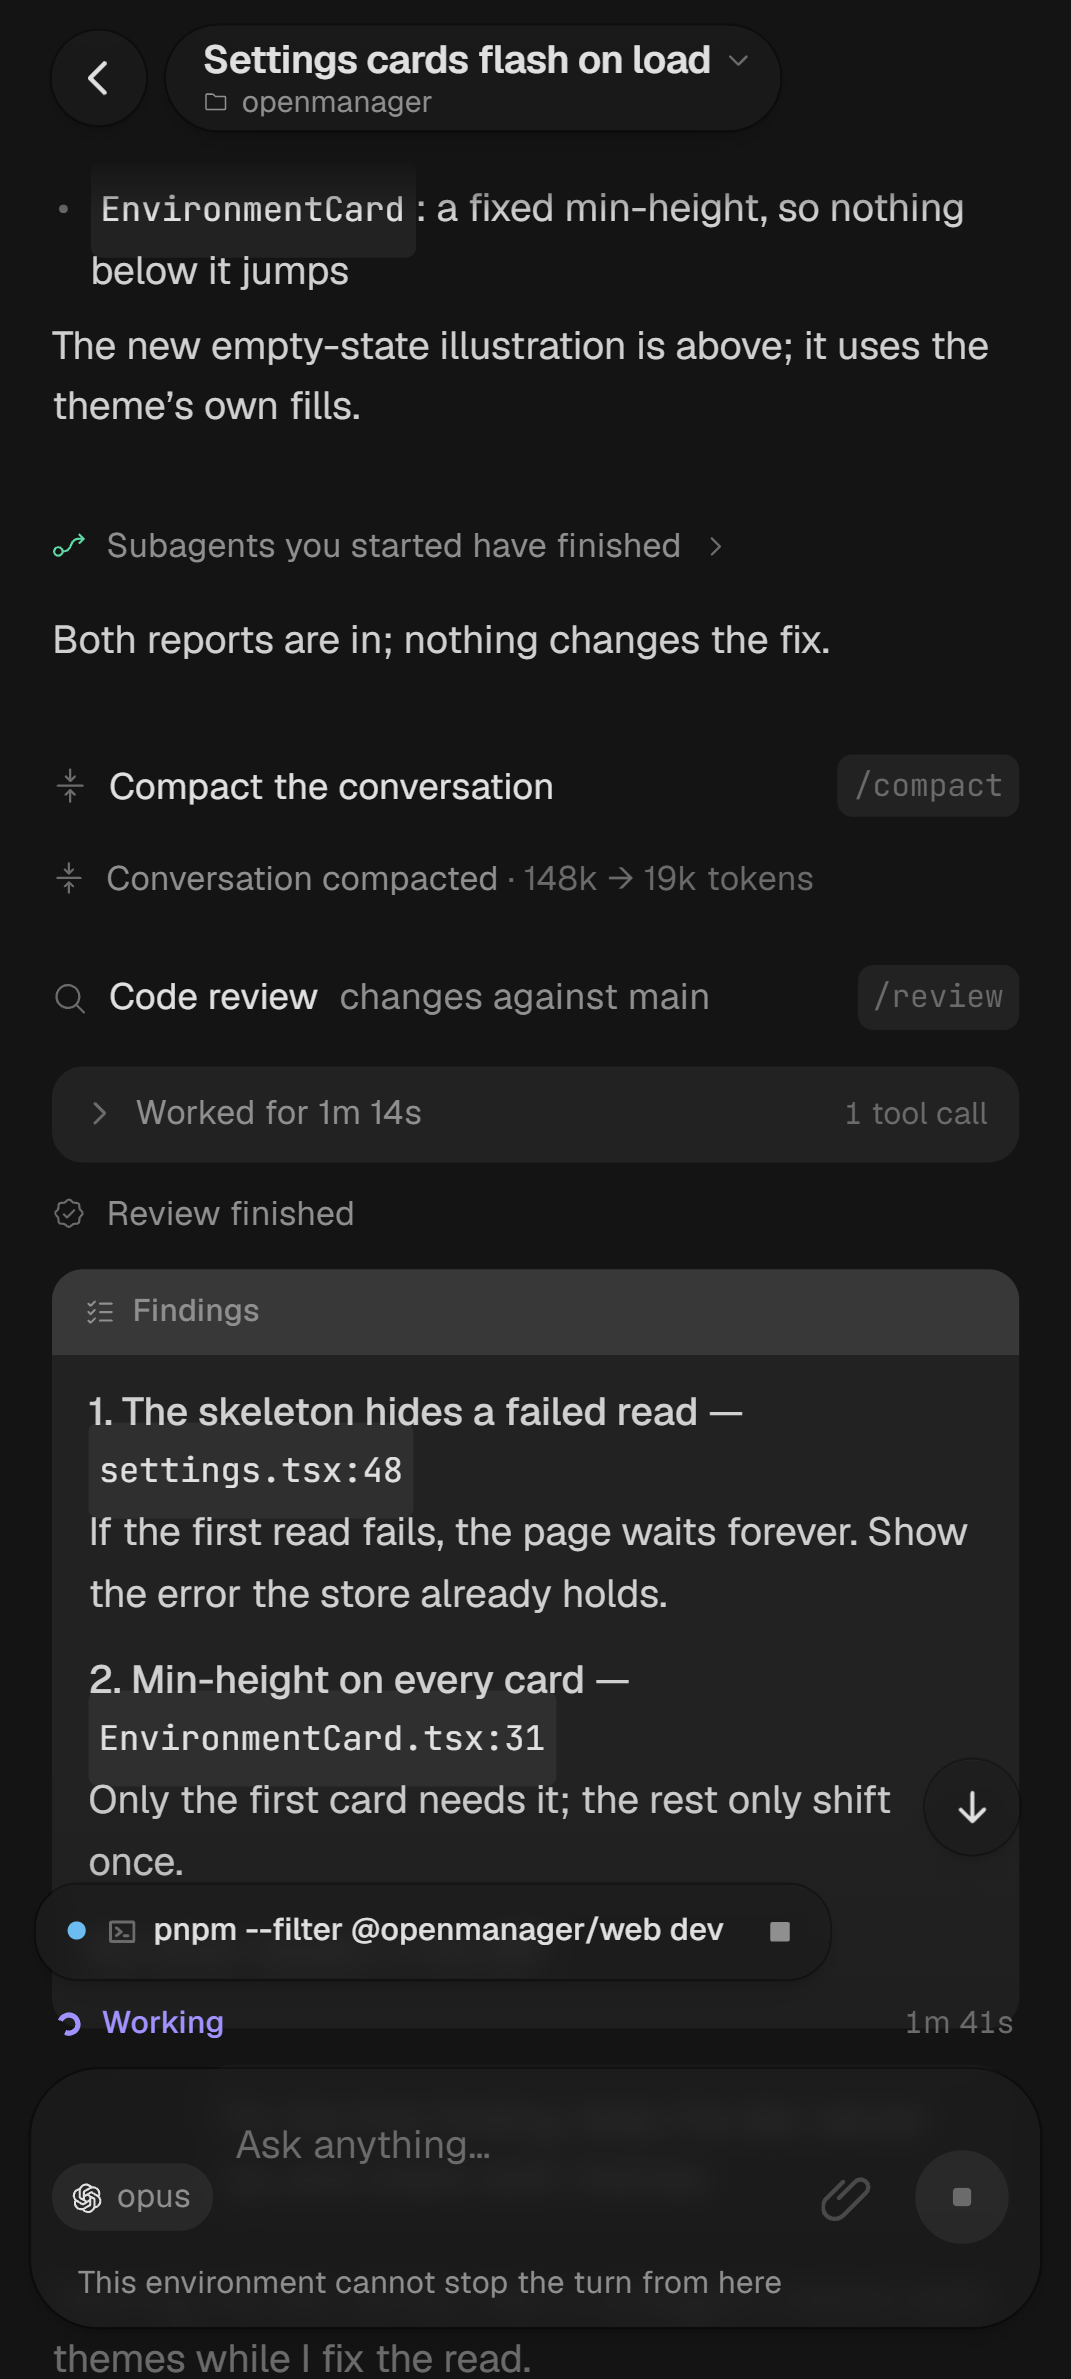 Settings cards flash on load
openmanager
• EnvironmentCard: a fixed min-height, so nothing
below it jumps
The new empty-state illustration is above; it uses the
theme’s own fills.
Subagents you started have finished
Both reports are in; nothing changes the fix.
Compact the conversation /compact
Conversation compacted · 148k → 19k tokens
Code review changes against main /review
Worked for 1m 14s 1 tool call
Review finished
Findings
1. The skeleton hides a failed read —
settings.tsx:48
If the first read fails, the page waits forever. Show
the error the store already holds.
2. Min-height on every card —
EnvironmentCard.tsx:31
Only the first card needs it; the rest only shift
once.
pnpm --filter @openmanager/web dev
Working 1m 41s
Ask anything…
opus
This environment cannot stop the turn from here
themes while I fix the read.